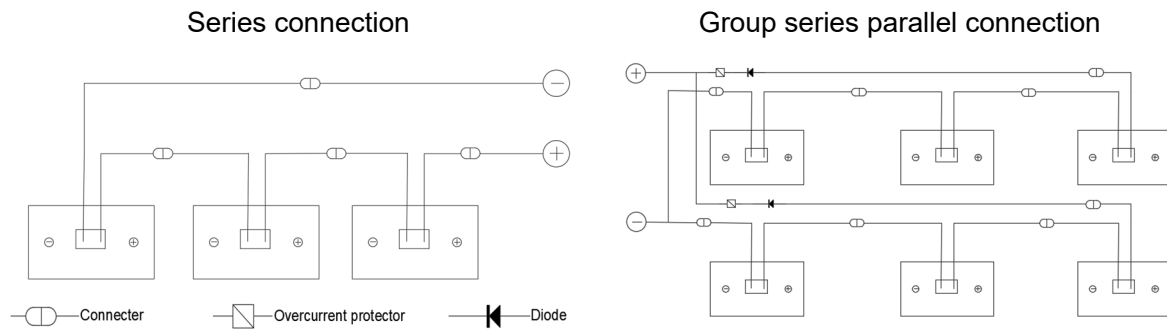 Series connection
Group series parallel connection
Connecter
Overcurrent protector
Diode